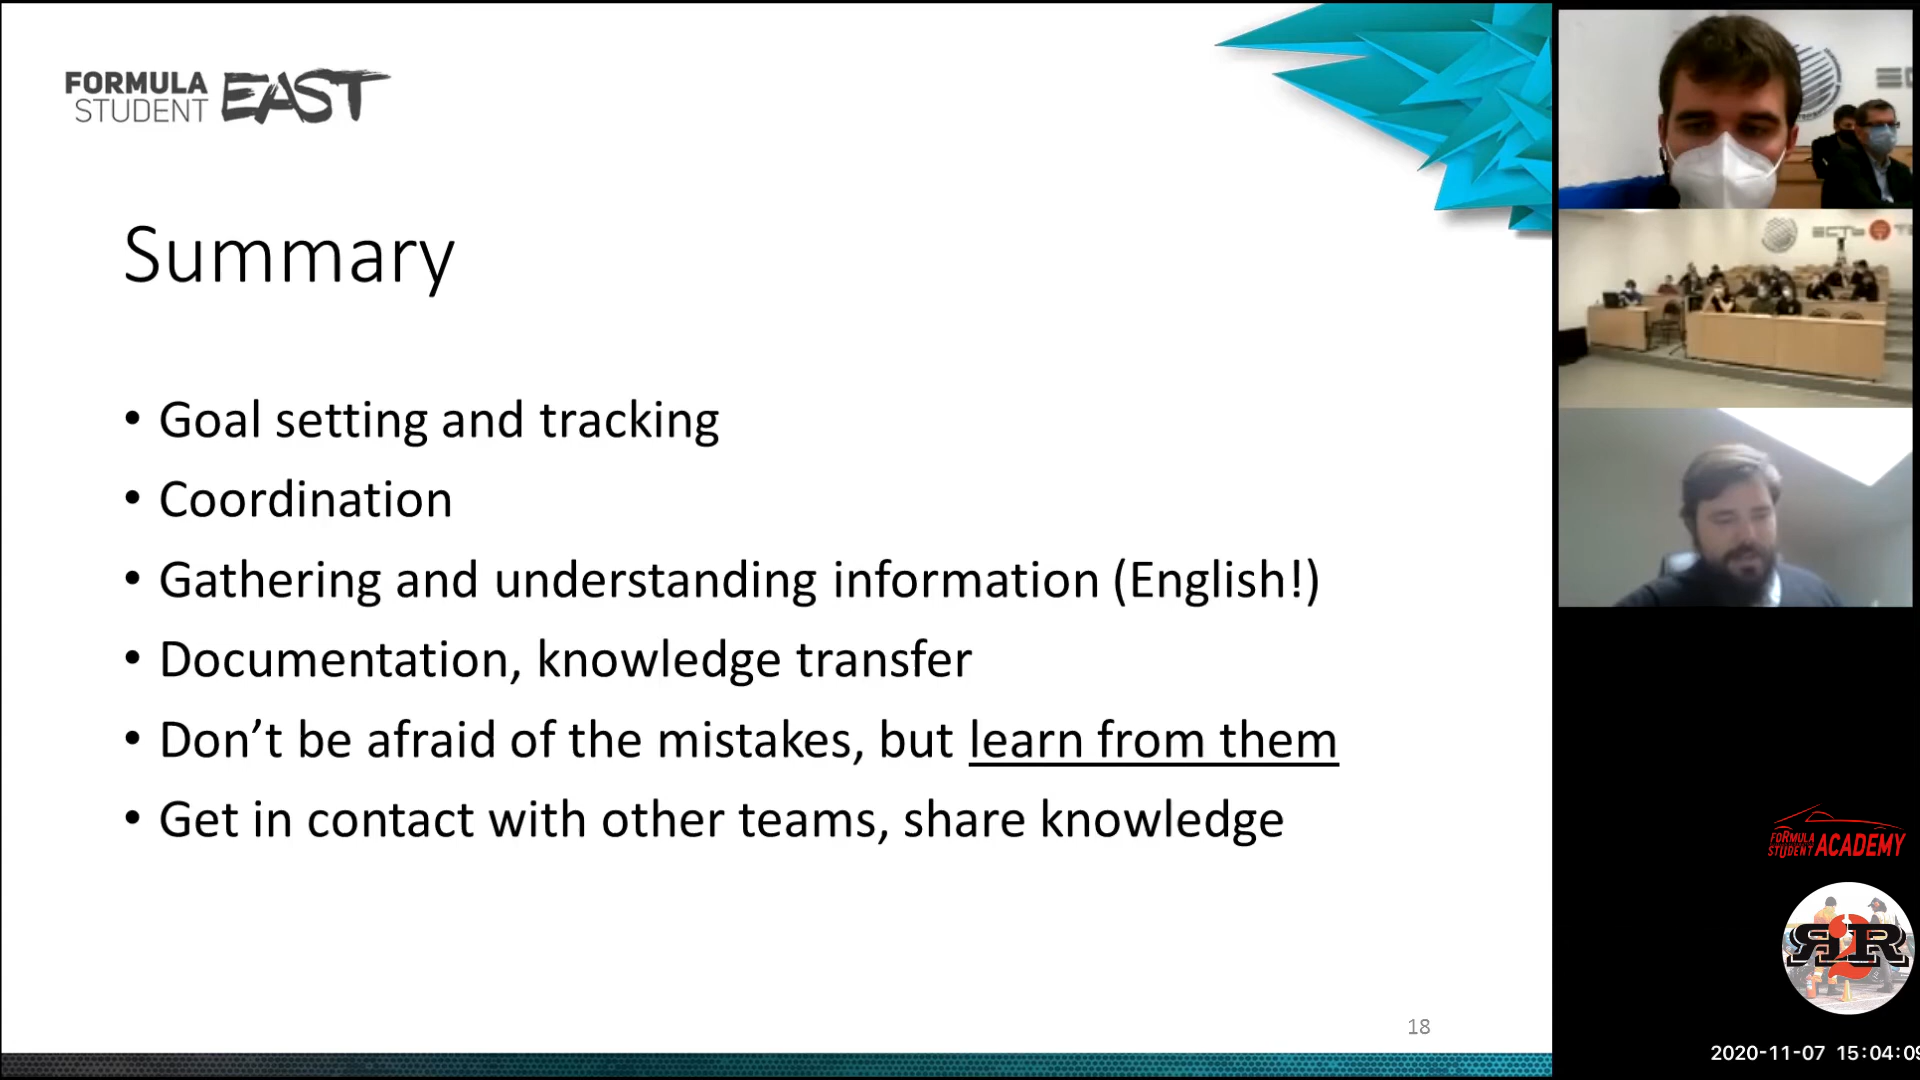 FORMULA
STUDENT EAST
Summary
• Goal setting and tracking
• Coordination
• Gathering and understanding information (English!)
• Documentation, knowledge transfer
• Don’t be afraid of the mistakes, but learn from them
• Get in contact with other teams, share knowledge
18
ЕСТЬ
FORMULA
STUDENT ACADEMY
2020-11-07 15:04:09